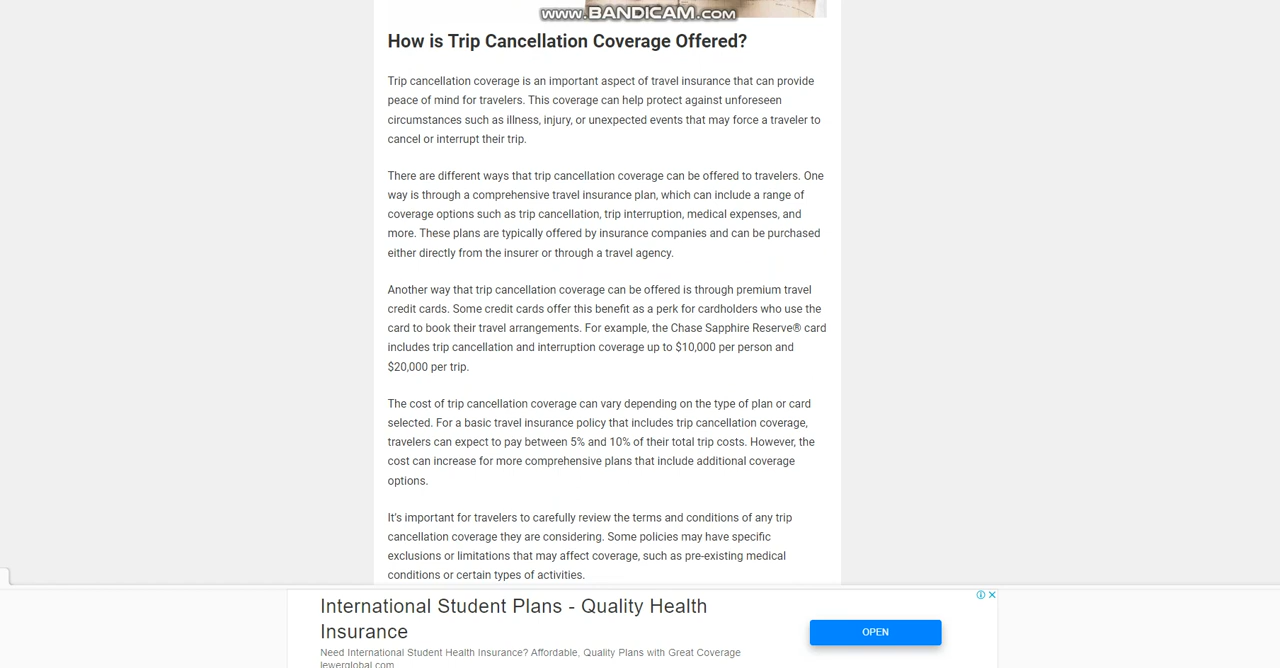 www.BANDICAM.com
How is Trip Cancellation Coverage Offered?
Trip cancellation coverage is an important aspect of travel insurance that can provide
peace of mind for travelers. This coverage can help protect against unforeseen
circumstances such as illness, injury, or unexpected events that may force a traveler to
cancel or interrupt their trip.
There are different ways that trip cancellation coverage can be offered to travelers. One
way is through a comprehensive travel insurance plan, which can include a range of
coverage options such as trip cancellation, trip interruption, medical expenses, and
more. These plans are typically offered by insurance companies and can be purchased
either directly from the insurer or through a travel agency.
Another way that trip cancellation coverage can be offered is through premium travel
credit cards. Some credit cards offer this benefit as a perk for cardholders who use the
card to book their travel arrangements. For example, the Chase Sapphire Reserve® card
includes trip cancellation and interruption coverage up to $10,000 per person and
$20,000 per trip.
The cost of trip cancellation coverage can vary depending on the type of plan or card
selected. For a basic travel insurance policy that includes trip cancellation coverage,
travelers can expect to pay between 5% and 10% of their total trip costs. However, the
cost can increase for more comprehensive plans that include additional coverage
options.
It's important for travelers to carefully review the terms and conditions of any trip
cancellation coverage they are considering. Some policies may have specific
exclusions or limitations that may affect coverage, such as pre-existing medical
conditions or certain types of activities.
International Student Plans - Quality Health
Insurance
OPEN
Need International Student Health Insurance? Affordable, Quality Plans with Great Coverage
lewerglobal.com